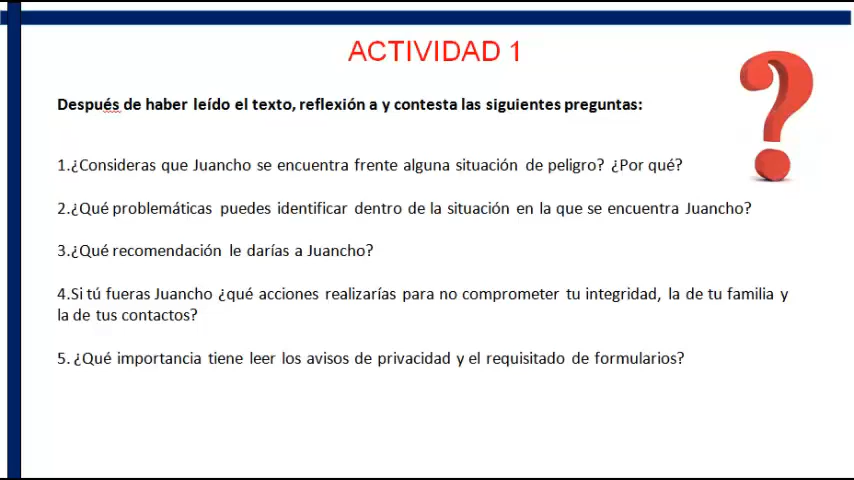 ACTIVIDAD 1
Después de haber leído el texto, reflexión a y contesta las siguientes preguntas:
1.¿Consideras que Juancho se encuentra frente alguna situación de peligro? ¿Por qué?
2.¿Qué problemáticas puedes identificar dentro de la situación en la que se encuentra Juancho?
3.¿Qué recomendación le darías a Juancho?
4.Si tú fueras Juancho ¿qué acciones realizarías para no comprometer tu integridad, la de tu familia y
la de tus contactos?
5. ¿Qué importancia tiene leer los avisos de privacidad y el requisitado de formularios?